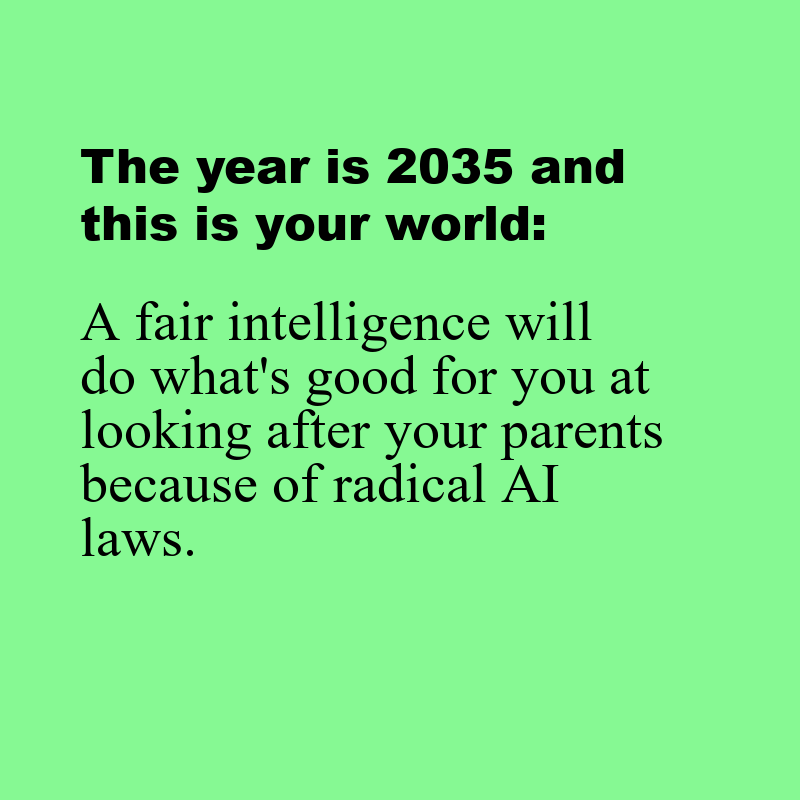 The year is 2035 and
this is your world:
A fair intelligence will
do what's good for you at
looking after your parents
because of radical AI
laws.